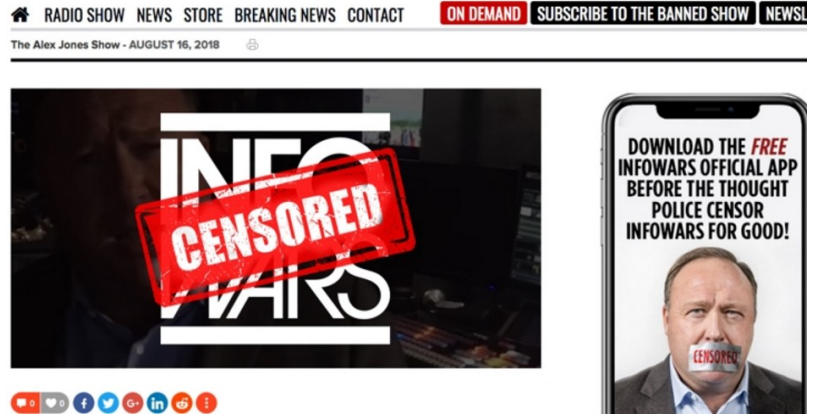 RADIO SHOW NEWS STORE BREAKING NEWS CONTACT ON DEMAND SUBSCRIBE TO THE BANNED SHOW NEWSL
The Alex Jones Show - AUGUST 16, 2018
INFO
CENSORED
WARS
DOWNLOAD THE FREE
INFOWARS OFFICIAL APP
BEFORE THE THOUGHT
POLICE CENSOR
INFOWARS FOR GOOD!
CENSORED
0 0